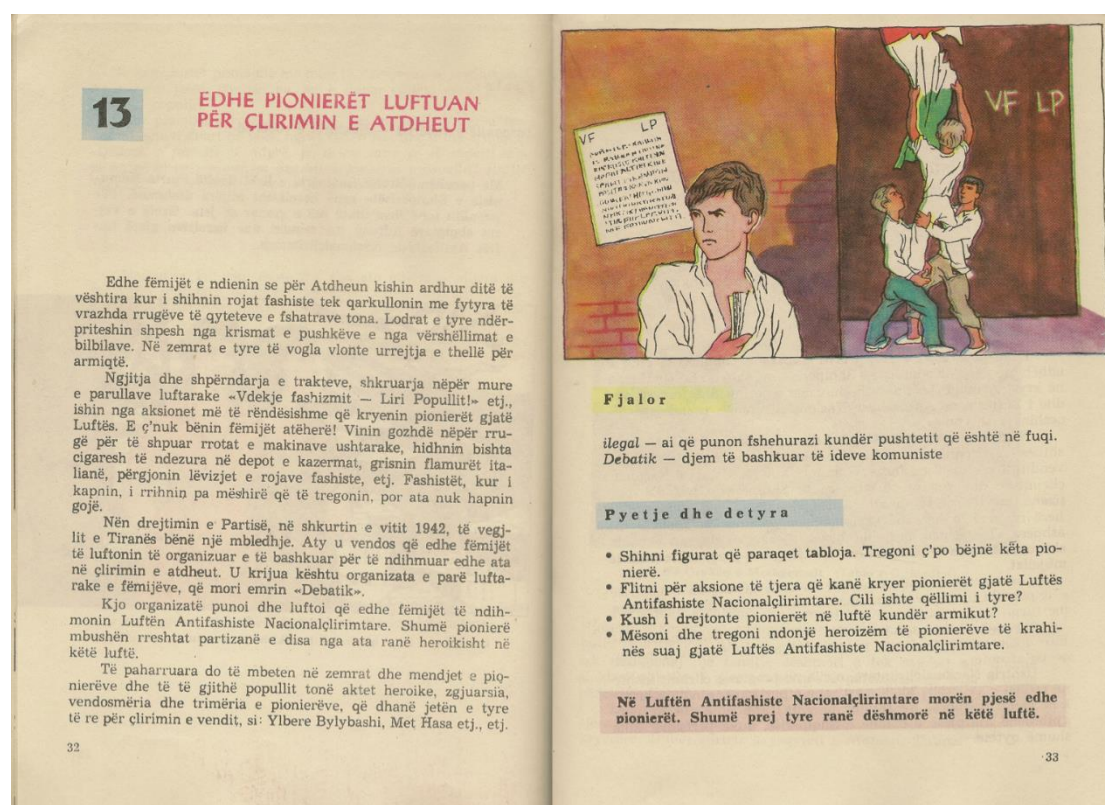 13
EDHE PIONIERËT LUFTUAN
PËR ÇLIRIMIN E ATDHEUT
Edhe fëmijët e ndienin se për Atdheun kishin ardhur ditë të
vështira kur i shihnin rojat fashiste tek qarkullonin me fytyra të
vrazhda rrugëve të qyteteve e fshatrave tona. Lodrat e tyre ndër-
priteshin shpesh nga krismat e pushkëve e nga vërshëllimat e
bilbilave. Në zemrat e tyre të vogla vlonte urrejtja e thellë për
armiqtë.
Ngjitja dhe shpërndarja e trakteve, shkruarja nëpër mure
e parullave luftarake «Vdekje fashizmit — Liri Popullit!» etj.,
ishin nga aksionet më të rëndësishme që kryenin pionierët gjatë
Luftës. E ç'nuk bënin fëmijët atëherë! Vinin gozhdë nëpër rru-
gë për të shpuar rrotat e makinave ushtarake, hidhnin bishta
cigaresh të ndezura në depot e kazermat, grisnin flamurët ita-
lianë, përgjonin lëvizjet e rojave fashiste, etj. Fashistët, kur i
kapnin, i rrihnin pa mëshirë që të tregonin, por ata nuk hapnin
gojë.
Nën drejtimin e Partisë, në shkurtin e vitit 1942, të vegj-
lit e Tiranës bënë një mbledhje. Aty u vendos që edhe fëmijët
të luftonin të organizuar e të bashkuar për të ndihmuar edhe ata
në çlirimin e atdheut. U krijua kështu organizata e parë lufta-
rake e fëmijëve, që mori emrin «Debatik».
Kjo organizatë punoi dhe luftoi që edhe fëmijët të ndih-
monin Luftën Antifashiste Nacionalçlirimtare. Shumë pionierë
mbushën rreshtat partizanë e disa nga ata ranë heroikisht në
këtë luftë.
Të paharruara do të mbeten në zemrat dhe mendjet e pio-
nierëve dhe të të gjithë popullit tonë aktet heroike, zgjuarsia,
vendosmëria dhe trimëria e pionierëve, që dhanë jetën e tyre
të re për çlirimin e vendit, si: Ylbere Bylybashi, Met Hasa etj., etj.
32
VF LP
VF LP
Fjalor
ilegal — ai që punon fshehurazi kundër pushtetit që është në fuqi.
Debatik — djem të bashkuar të ideve komuniste
Pyetje dhe detyra
• Shihni figurat që paraqet tabloja. Tregoni ç'po bëjnë këta pio-
nierë.
• Flitni për aksione të tjera që kanë kryer pionierët gjatë Luftës
Antifashiste Nacionalçlirimtare. Cili ishte qëllimi i tyre?
• Kush i drejtonte pionierët në luftë kundër armikut?
• Mësoni dhe tregoni ndonjë heroizëm të pionierëve të krahi-
nës suaj gjatë Luftës Antifashiste Nacionalçlirimtare.
Në Luftën Antifashiste Nacionalçlirimtare morën pjesë edhe
pionierët. Shumë prej tyre ranë dëshmorë në këtë luftë.
33